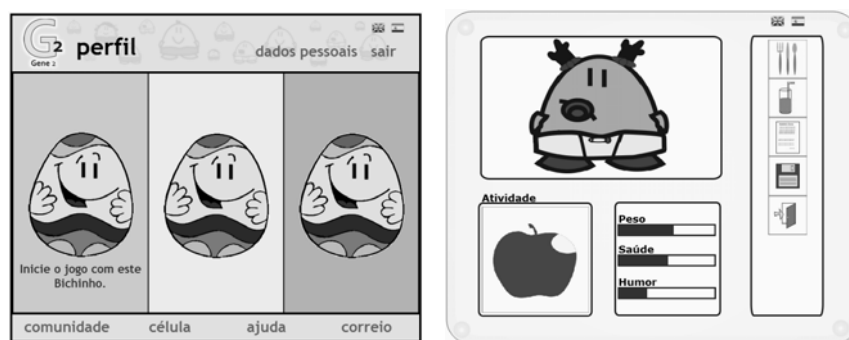 G2
Gene 2
perfil
dados pessoais sair
Inicie o jogo com este
Bichinho.
comunidade célula ajuda correio
Atividade
Peso
Saúde
Humor